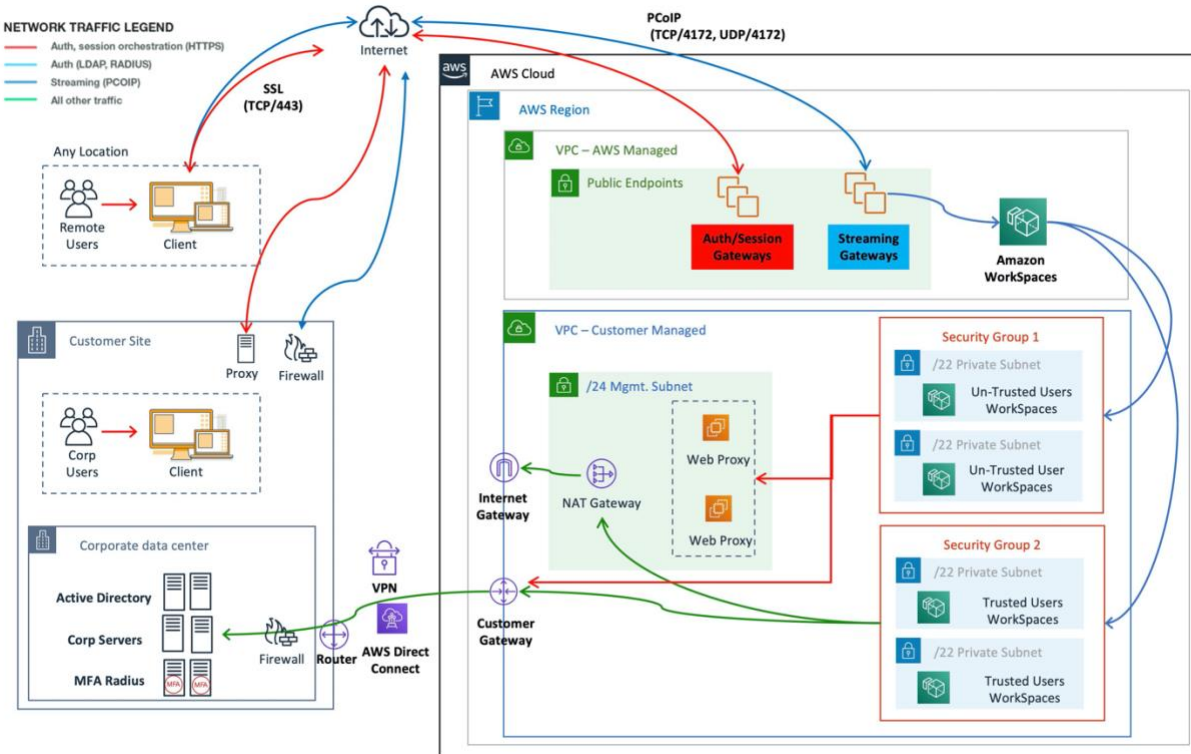 NETWORK TRAFFIC LEGEND
Auth, session orchestration (HTTPS)
Auth (LDAP, RADIUS)
Streaming (PCOIP)
All other traffic
Internet
SSL
(TCP/443)
PCoIP
(TCP/4172, UDP/4172)
aws
AWS Cloud
AWS Region
VPC – AWS Managed
Public Endpoints
Auth/Session
Gateways
Streaming
Gateways
Amazon
WorkSpaces
Any Location
Remote
Users
Client
Customer Site
Proxy
Firewall
Corp
Users
Client
Corporate data center
Active Directory
Corp Servers
MFA Radius
MFA
MFA
Firewall
Router
VPN
AWS Direct
Connect
VPC – Customer Managed
/24 Mgmt. Subnet
Web Proxy
Web Proxy
NAT Gateway
Internet
Gateway
Customer
Gateway
Security Group 1
/22 Private Subnet
Un-Trusted Users
WorkSpaces
/22 Private Subnet
Un-Trusted User
WorkSpaces
Security Group 2
/22 Private Subnet
Trusted Users
WorkSpaces
/22 Private Subnet
Trusted Users
WorkSpaces